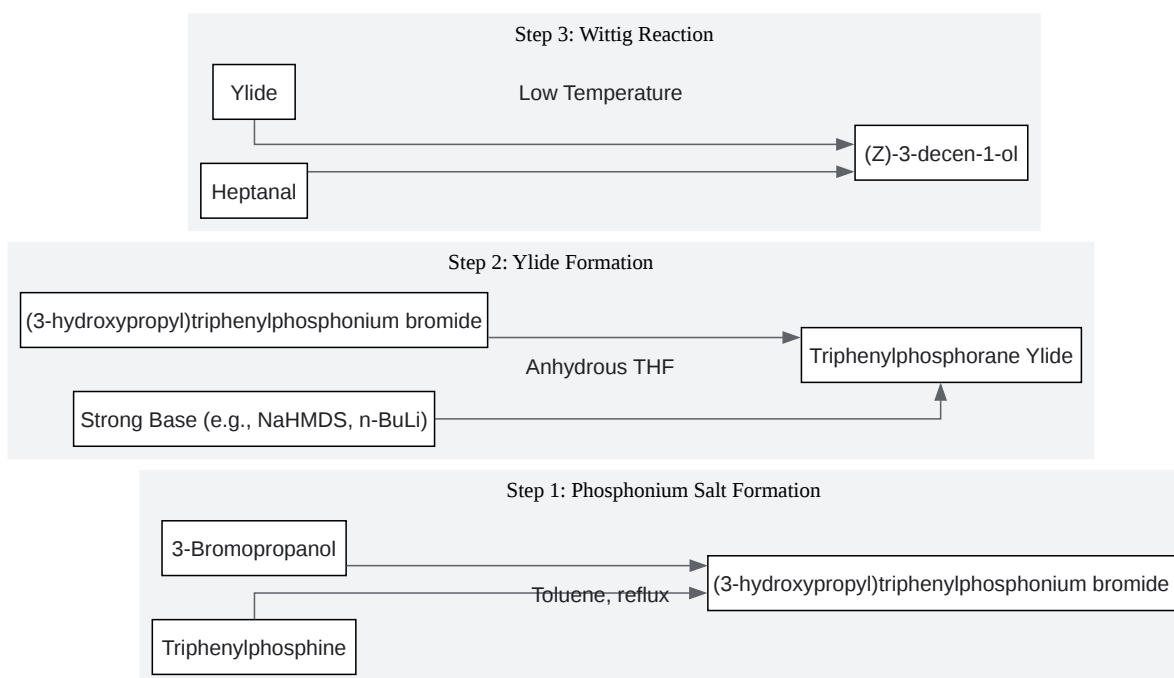 Step 3: Wittig Reaction
Ylide
Low Temperature
(Z)-3-decen-1-ol
Heptanal
Step 2: Ylide Formation
(3-hydroxypropyl)triphenylphosphonium bromide
Triphenylphosphorane Ylide
Anhydrous THF
Strong Base (e.g., NaHMDS, n-BuLi)
Step 1: Phosphonium Salt Formation
3-Bromopropanol
(3-hydroxypropyl)triphenylphosphonium bromide
Toluene, reflux
Triphenylphosphine